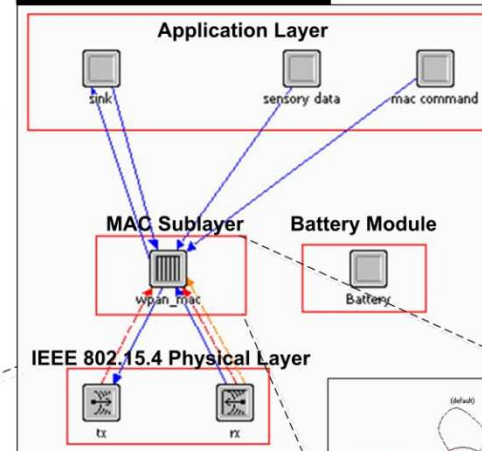 Application Layer
sink
sensory data
mac command
MAC Sublayer
Battery Module
wpan_mac
Battery
IEEE 802.15.4 Physical Layer
tx
rx
(default)